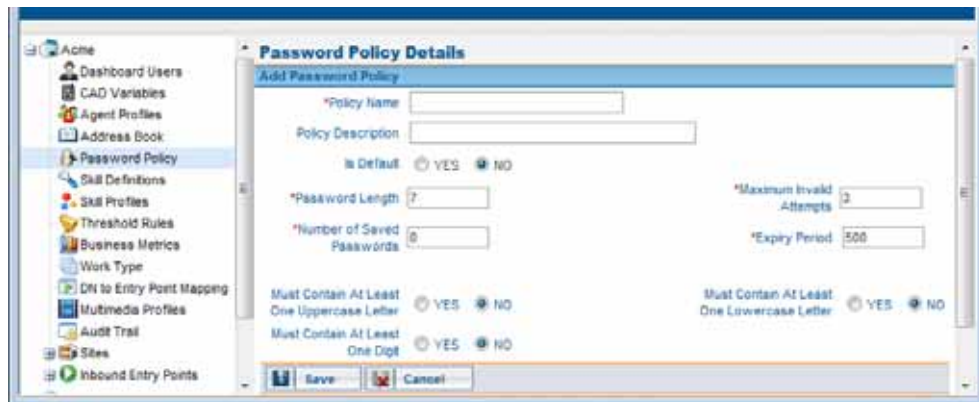 Acme
Dashboard Users
CAD Variables
Agent Profiles
Address Book
Password Policy
Skill Definitions
Skill Profiles
Threshold Rules
Business Metrics
Work Type
DN to Entry Point Mapping
Multimedia Profiles
Audit Trail
Sites
Inbound Entry Points
Password Policy Details
Add Password Policy
*Policy Name
Policy Description
Is Default YES NO
*Password Length 7
*Maximum Invalid
Attempts 3
*Number of Saved
Passwords 0
*Expiry Period 500
Must Contain At Least
One Uppercase Letter YES NO
Must Contain At Least
One Lowercase Letter YES NO
Must Contain At Least
One Digit YES NO
Save Cancel